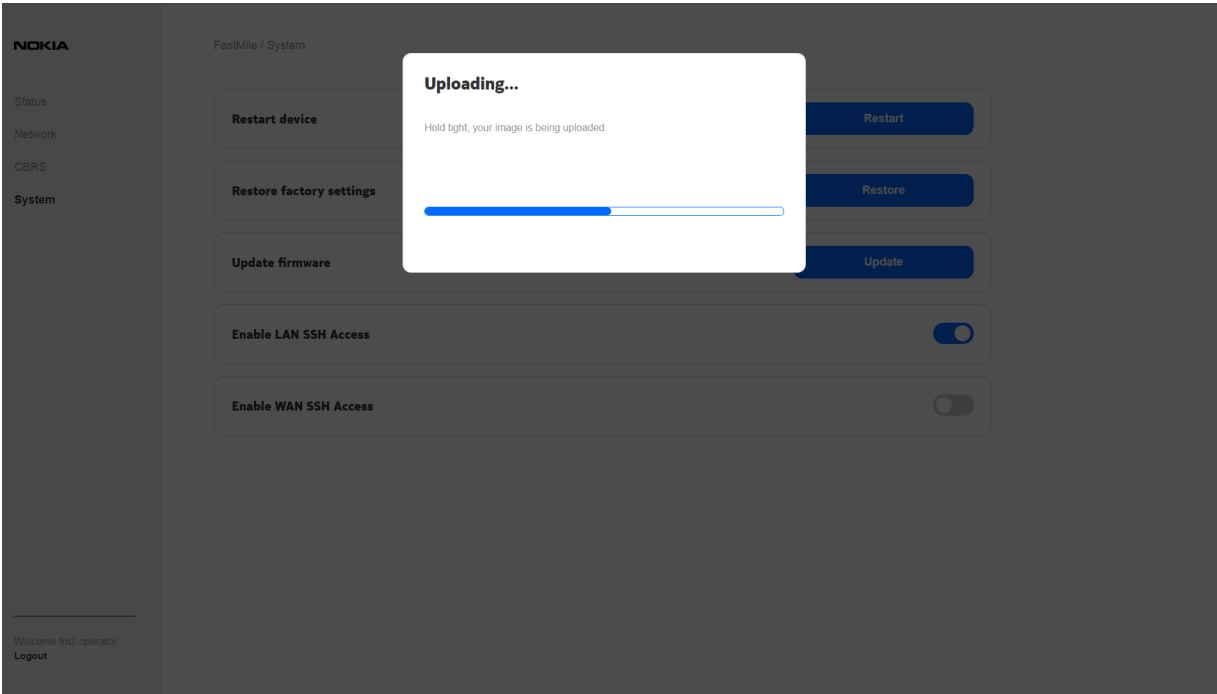 NOKIA
FastMile / System
Uploading...
Hold tight, your image is being uploaded.
Status
Network
CBRS
System
Restart device
Restart
Restore factory settings
Restore
Update firmware
Update
Enable LAN SSH Access
Enable WAN SSH Access
Welcome fm2-operator
Logout